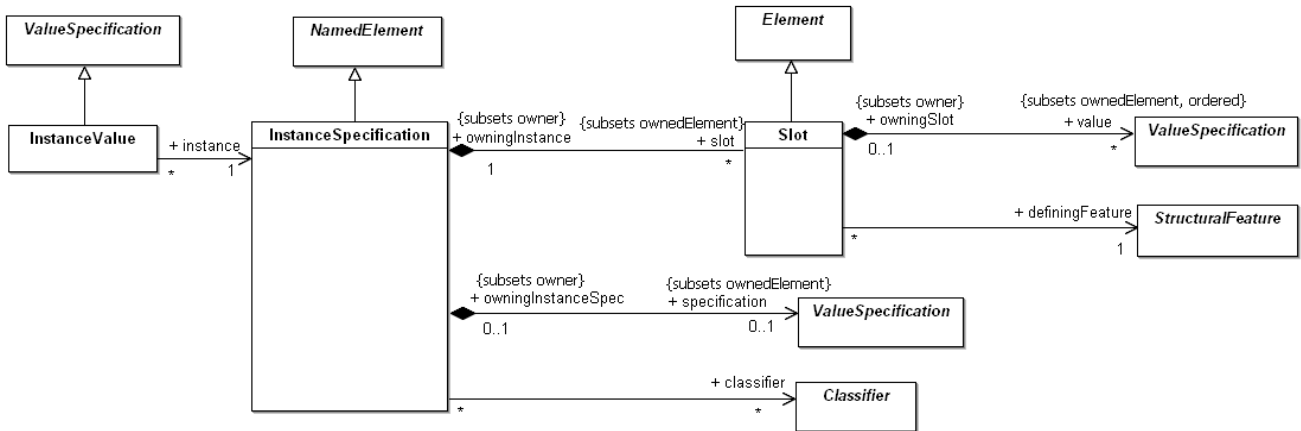 ValueSpecification
NamedElement
Element
InstanceValue
+ instance
*
1
InstanceSpecification
{subsets owner}
+ owningInstance
1
{subsets ownedElement}
+ slot
*
Slot
{subsets owner}
+ owningSlot
0..1
{subsets ownedElement, ordered}
+ value
*
ValueSpecification
*
+ definingFeature
1
StructuralFeature
{subsets owner}
+ owningInstanceSpec
0..1
{subsets ownedElement}
+ specification
0..1
ValueSpecification
*
+ classifier
*
Classifier